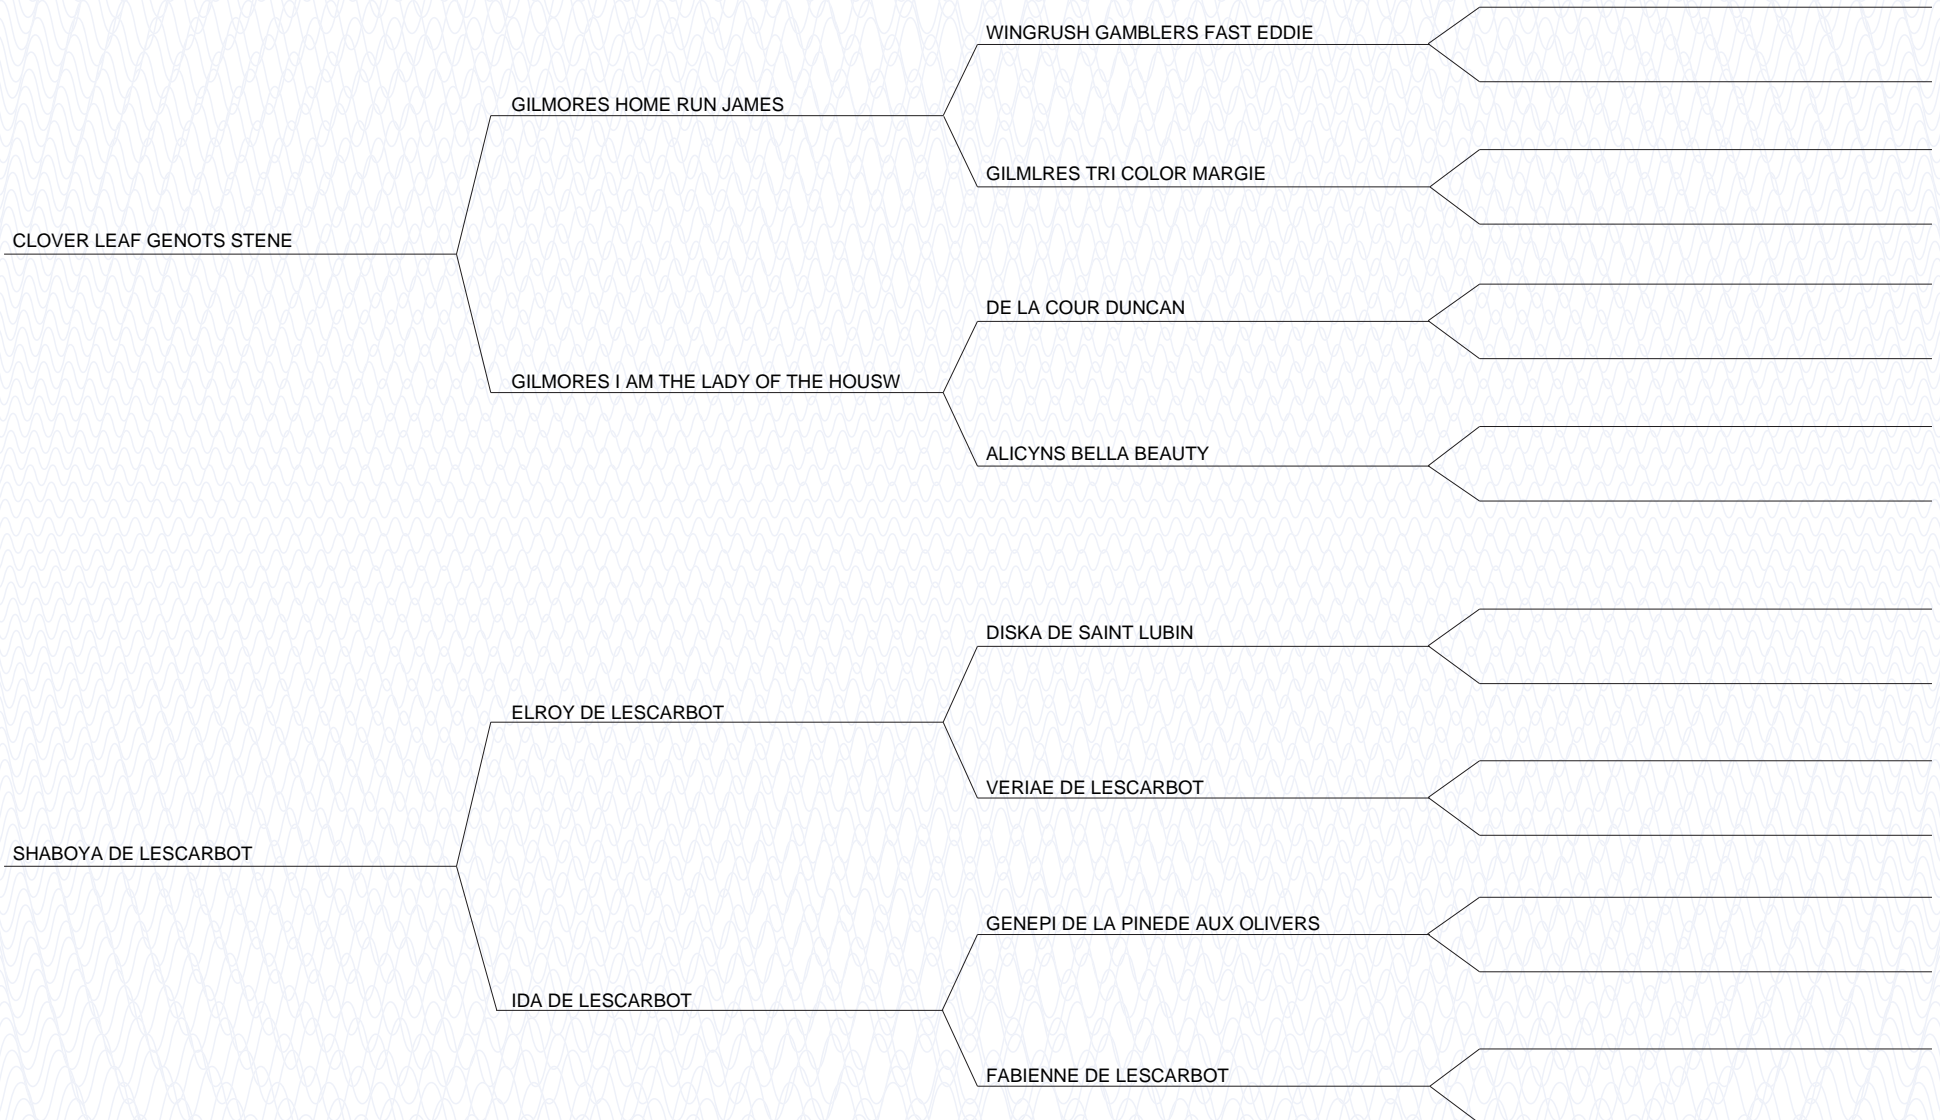 WINGRUSH GAMBLERS FAST EDDIE
GILMORES HOME RUN JAMES
GILMLRES TRI COLOR MARGIE
CLOVER LEAF GENOTS STENE
DE LA COUR DUNCAN
GILMORES I AM THE LADY OF THE HOUSW
ALICYNS BELLA BEAUTY
DISKA DE SAINT LUBIN
ELROY DE LESCARBOT
VERIAE DE LESCARBOT
SHABOYA DE LESCARBOT
GENEPI DE LA PINEDE AUX OLIVERS
IDA DE LESCARBOT
FABIENNE DE LESCARBOT